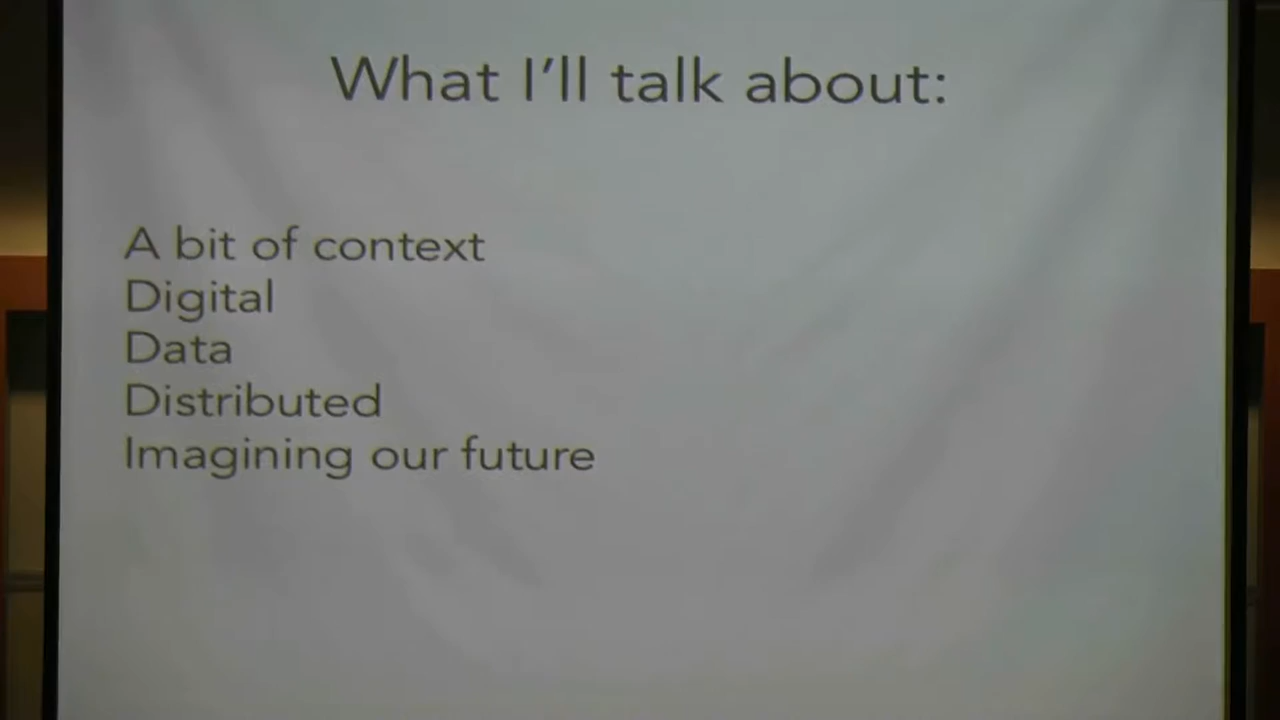 What I'll talk about:
A bit of context
Digital
Data
Distributed
Imagining our future